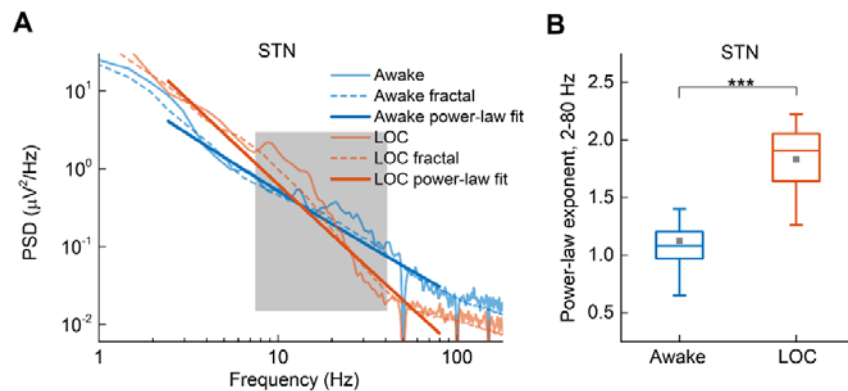 A
STN
Awake
Awake fractal
Awake power-law fit
LOC
LOC fractal
LOC power-law fit
PSD (μV²/Hz)
10¹
10⁰
10⁻¹
10⁻²
1
10
100
Frequency (Hz)
B
STN
***
Power-law exponent, 2-80 Hz
2.5
2.0
1.5
1.0
0.5
Awake
LOC